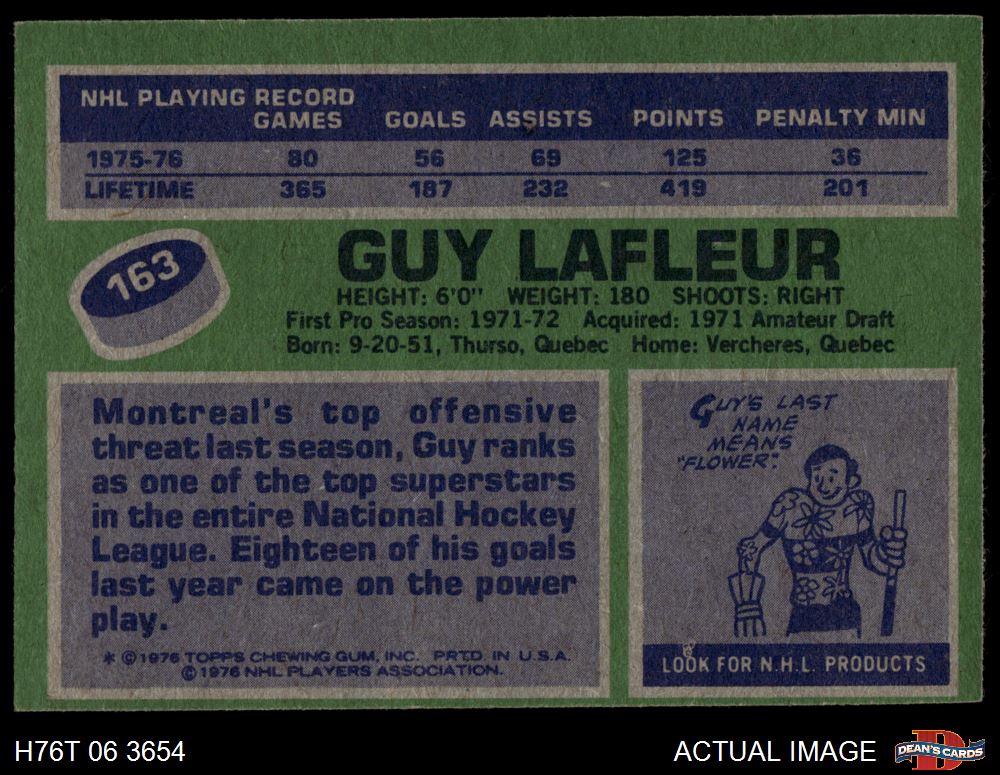 NHL PLAYING RECORD
GAMES GOALS ASSISTS POINTS PENALTY MIN
1975-76 80 56 69 125 36
LIFETIME 365 187 232 419 201
163
GUY LAFLEUR
HEIGHT: 6'0" WEIGHT: 180 SHOOTS: RIGHT
First Pro Season: 1971-72 Acquired: 1971 Amateur Draft
Born: 9-20-51, Thurso, Quebec Home: Vercheres, Quebec
Montreal's top offensive
threat last season, Guy ranks
as one of the top superstars
in the entire National Hockey
League. Eighteen of his goals
last year came on the power
play.
* © 1976 TOPPS CHEWING GUM, INC. PRTD. IN U.S.A.
© 1976 NHL PLAYERS ASSOCIATION.
GUY'S LAST
NAME
MEANS
"FLOWER".
LOOK FOR N.H.L. PRODUCTS
H76T 06 3654
ACTUAL IMAGE
DEAN'S CARDS